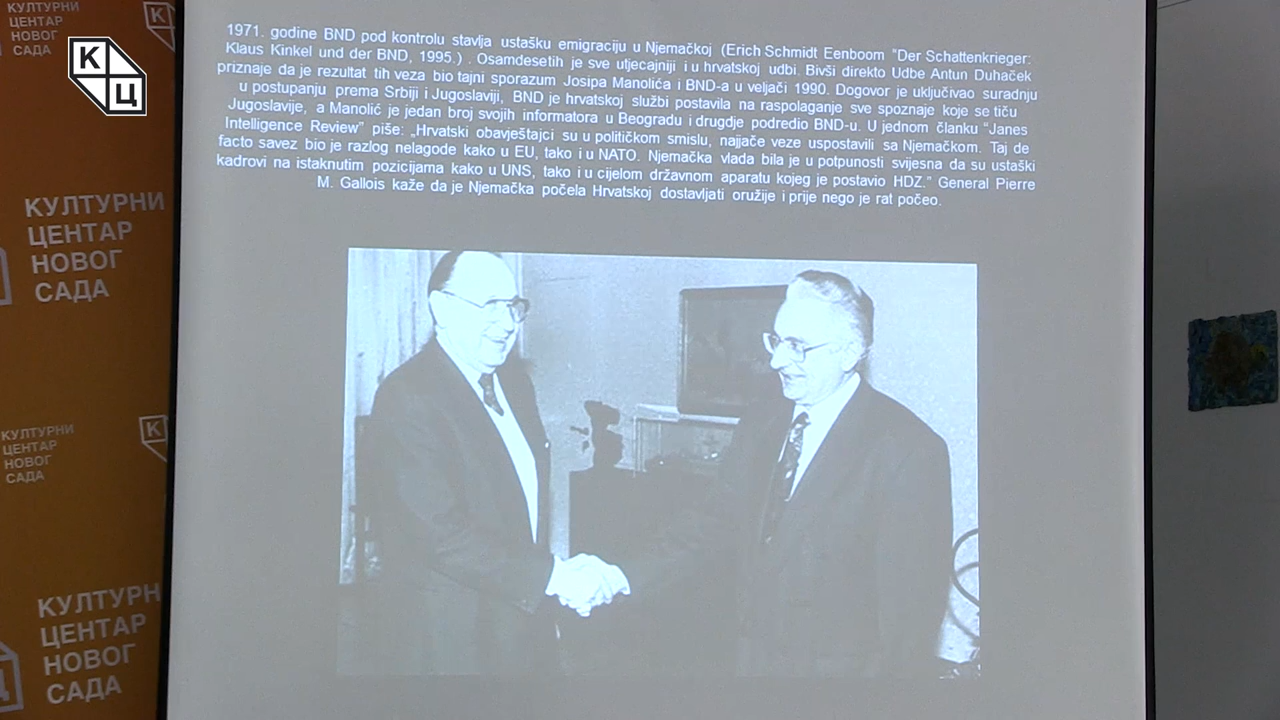 КУЛТУРНИ
ЦЕНТАР
НОВОГ
САДА
К
К
Ц
1971. godine BND pod kontrolu stavlja ustašku emigraciju u Njemačkoj (Erich Schmidt Eenboom "Der Schattenkrieger:
Klaus Kinkel und der BND, 1995.) . Osamdesetih je sve utjecajniji i u hrvatskoj udbi. Bivši direkto Udbe Antun Duhaček
priznaje da je rezultat tih veza bio tajni sporazum Josipa Manolića i BND-a u veljači 1990. Dogovor je uključivao suradnju
u postupanju prema Srbiji i Jugoslaviji, BND je hrvatskoj službi postavila na raspolaganje sve spoznaje koje se tiču
Jugoslavije, a Manolić je jedan broj svojih informatora u Beogradu i drugdje podredio BND-u. U jednom članku "Janes
Intelligence Review" piše: „Hrvatski obavještajci su u političkom smislu, najjače veze uspostavili sa Njemačkom. Taj de
facto savez bio je razlog nelagode kako u EU, tako i u NATO. Njemačka vlada bila je u potpunosti svijesna da su ustaški
kadrovi na istaknutim pozicijama kako u UNS, tako i u cijelom državnom aparatu kojeg je postavio HDZ." General Pierre
M. Gallois kaže da je Njemačka počela Hrvatskoj dostavljati oružije i prije nego je rat počeo.
КУЛТУРНИ
ЦЕНТАР
НОВОГ
САДА
КУЛТУРНИ
ЦЕНТАР
НОВОГ
САДА
К
КУЛТУРН
ЦЕНТАР
НОВОГ
САДА
Ц